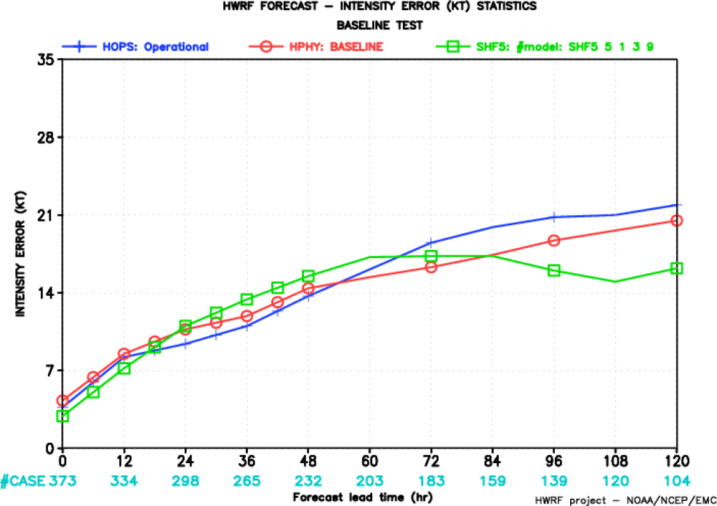 HWRF FORECAST – INTENSITY ERROR (KT) STATISTICS
BASELINE TEST
HOPS: Operational HPHY: BASELINE SHF5: #model: SHF5 5 1 3 9
35
28
21
14
7
0
INTENSITY ERROR (KT)
0 12 24 36 48 60 72 84 96 108 120
#CASE 373 334 298 265 232 203 183 159 139 120 104
Forecast lead time (hr)
HWRF project – NOAA/NCEP/EMC